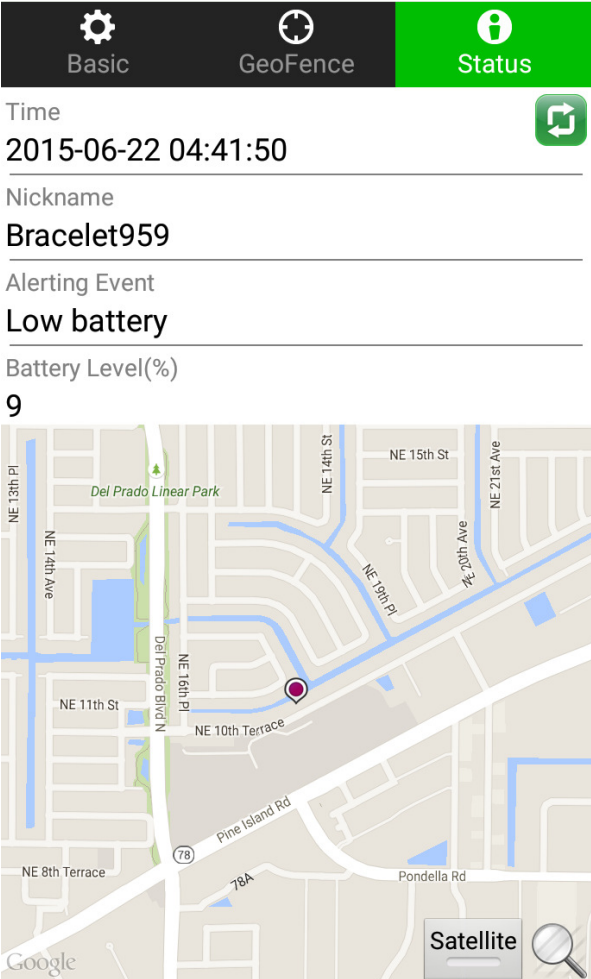 Basic
GeoFence
Status
Time
2015-06-22 04:41:50
Nickname
Bracelet959
Alerting Event
Low battery
Battery Level(%)
9
NE 13th Pl
NE 14th Ave
Del Prado Linear Park
NE 14th St
NE 15th St
NE 21st Ave
NE 20th Ave
NE 19th Pl
Del Prado Blvd N
NE 16th Pl
NE 11th St
NE 10th Terrace
Pine Island Rd
78
NE 8th Terrace
78A
Pondella Rd
Google
Satellite